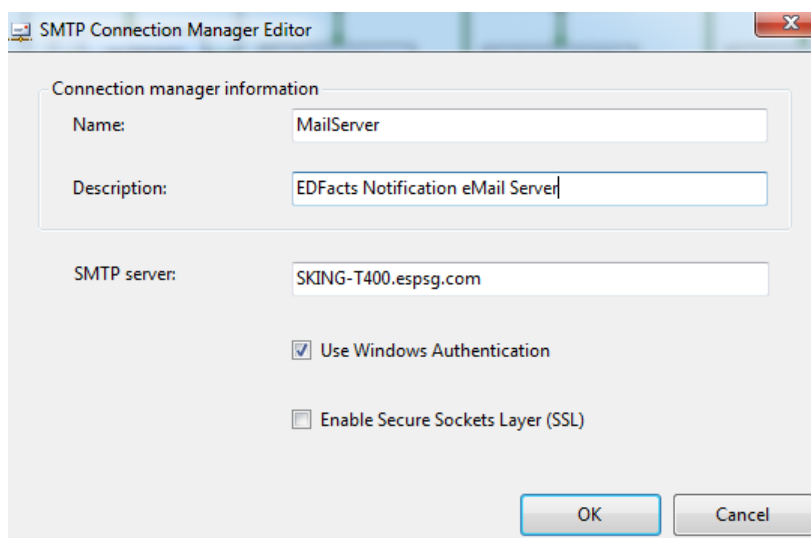 SMTP Connection Manager Editor
Connection manager information
Name: MailServer
Description: EDFacts Notification eMail Server
SMTP server: SKING-T400.espsg.com
Use Windows Authentication
Enable Secure Sockets Layer (SSL)
OK Cancel